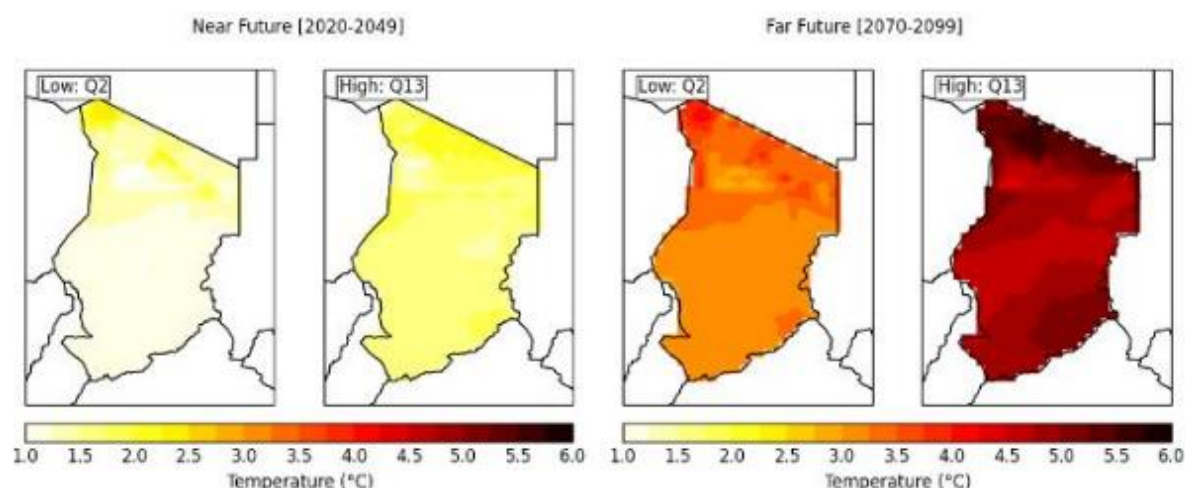 Near Future [2020-2049] Far Future [2070-2099]
Low: Q2 High: Q13 Low: Q2 High: Q13
1.0 1.5 2.0 2.5 3.0 3.5 4.0 4.5 5.0 5.5 6.0 1.0 1.5 2.0 2.5 3.0 3.5 4.0 4.5 5.0 5.5 6.0
Temperature (°C) Temperature (°C)